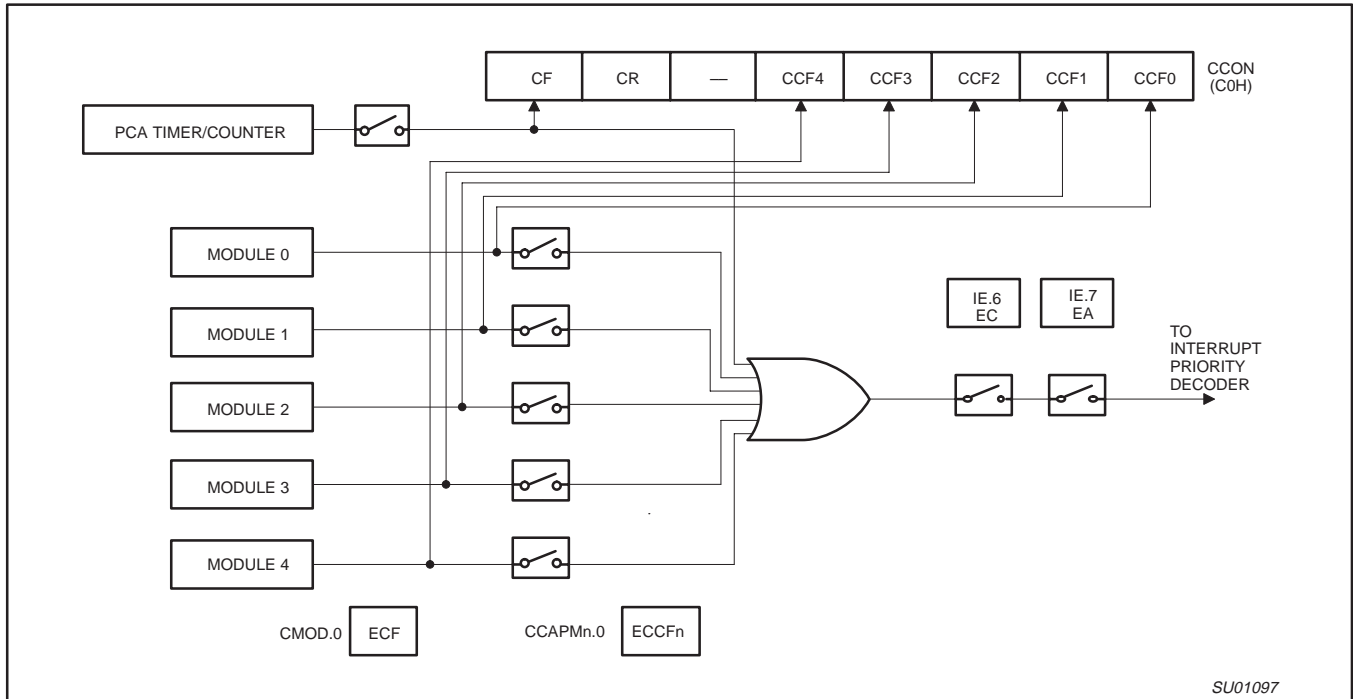 CF CR — CCF4 CCF3 CCF2 CCF1 CCF0
CCON
(C0H)
PCA TIMER/COUNTER
MODULE 0
MODULE 1
IE.6
EC
IE.7
EA
TO
INTERRUPT
PRIORITY
DECODER
MODULE 2
MODULE 3
MODULE 4
CMOD.0 ECF
CCAPMn.0 ECCFn
SU01097